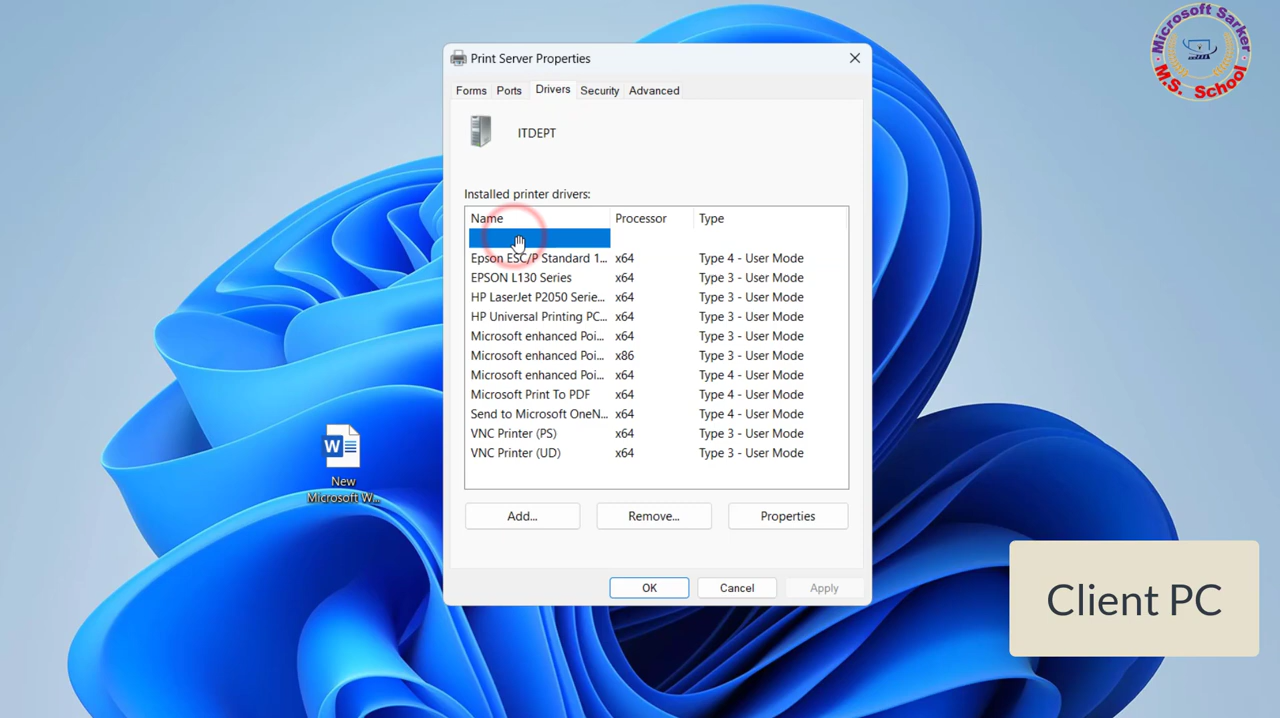 Microsoft Sarker
M.S. School
Print Server Properties
Forms Ports Drivers Security Advanced
ITDEPT
Installed printer drivers:
Name Processor Type
Epson ESC/P Standard 1... x64 Type 4 - User Mode
EPSON L130 Series x64 Type 3 - User Mode
HP LaserJet P2050 Serie... x64 Type 3 - User Mode
HP Universal Printing PC... x64 Type 3 - User Mode
Microsoft enhanced Poi... x64 Type 3 - User Mode
Microsoft enhanced Poi... x86 Type 3 - User Mode
Microsoft enhanced Poi... x64 Type 4 - User Mode
Microsoft Print To PDF x64 Type 4 - User Mode
Send to Microsoft OneN... x64 Type 4 - User Mode
VNC Printer (PS) x64 Type 3 - User Mode
VNC Printer (UD) x64 Type 3 - User Mode
Add... Remove... Properties
OK Cancel Apply
W
New
Microsoft W...
Client PC